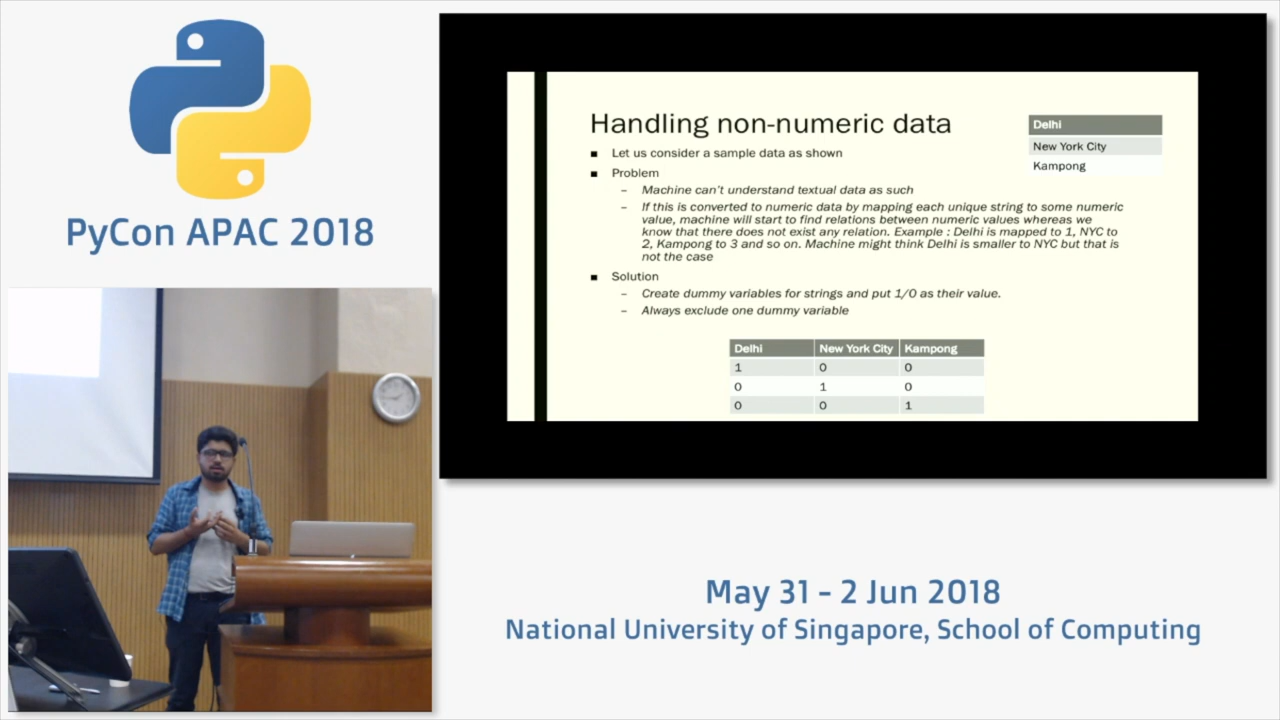 PyCon APAC 2018
Handling non-numeric data
■ Let us consider a sample data as shown
■ Problem
– Machine can't understand textual data as such
– If this is converted to numeric data by mapping each unique string to some numeric
value, machine will start to find relations between numeric values whereas we
know that there does not exist any relation. Example : Delhi is mapped to 1, NYC to
2, Kampong to 3 and so on. Machine might think Delhi is smaller to NYC but that is
not the case
■ Solution
– Create dummy variables for strings and put 1/0 as their value.
– Always exclude one dummy variable
Delhi
New York City
Kampong
Delhi New York City Kampong
1 0 0
0 1 0
0 0 1
May 31 - 2 Jun 2018
National University of Singapore, School of Computing